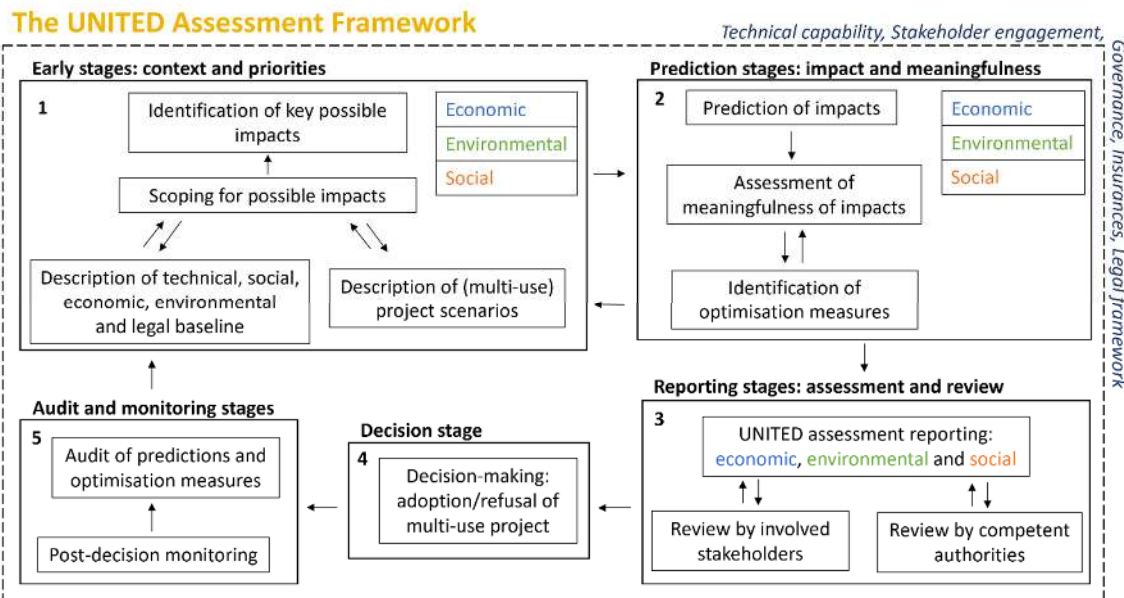 The UNITED Assessment Framework
Technical capability, Stakeholder engagement,
Governance, Insurances, Legal framework
Early stages: context and priorities
1
Identification of key possible
impacts
Economic
Environmental
Social
Scoping for possible impacts
Description of technical, social,
economic, environmental
and legal baseline
Description of (multi-use)
project scenarios
Prediction stages: impact and meaningfulness
2
Prediction of impacts
Economic
Environmental
Social
Assessment of
meaningfulness of impacts
Identification of
optimisation measures
Reporting stages: assessment and review
3
UNITED assessment reporting:
economic, environmental and social
Review by involved
stakeholders
Review by competent
authorities
Decision stage
4
Decision-making:
adoption/refusal of
multi-use project
Audit and monitoring stages
5
Audit of predictions and
optimisation measures
Post-decision monitoring